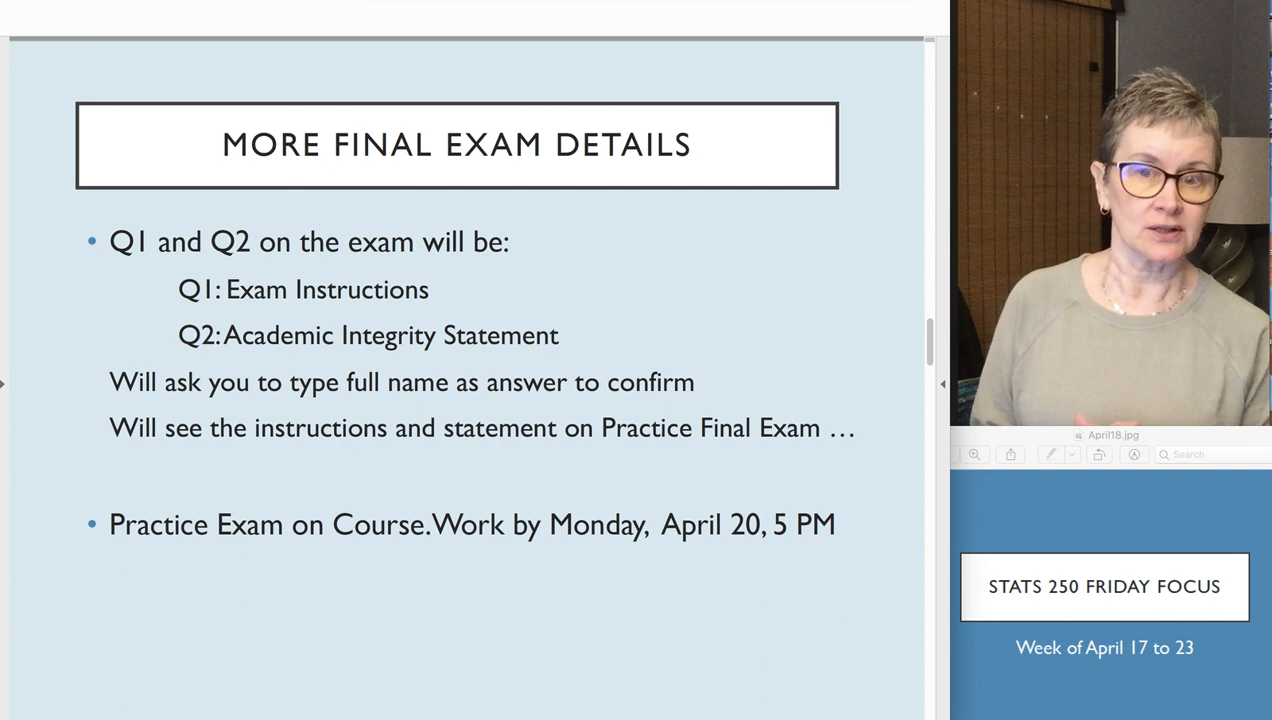 MORE FINAL EXAM DETAILS
• Q1 and Q2 on the exam will be:
Q1: Exam Instructions
Q2: Academic Integrity Statement
Will ask you to type full name as answer to confirm
Will see the instructions and statement on Practice Final Exam …
• Practice Exam on Course.Work by Monday, April 20, 5 PM
April18.jpg
Search
STATS 250 FRIDAY FOCUS
Week of April 17 to 23